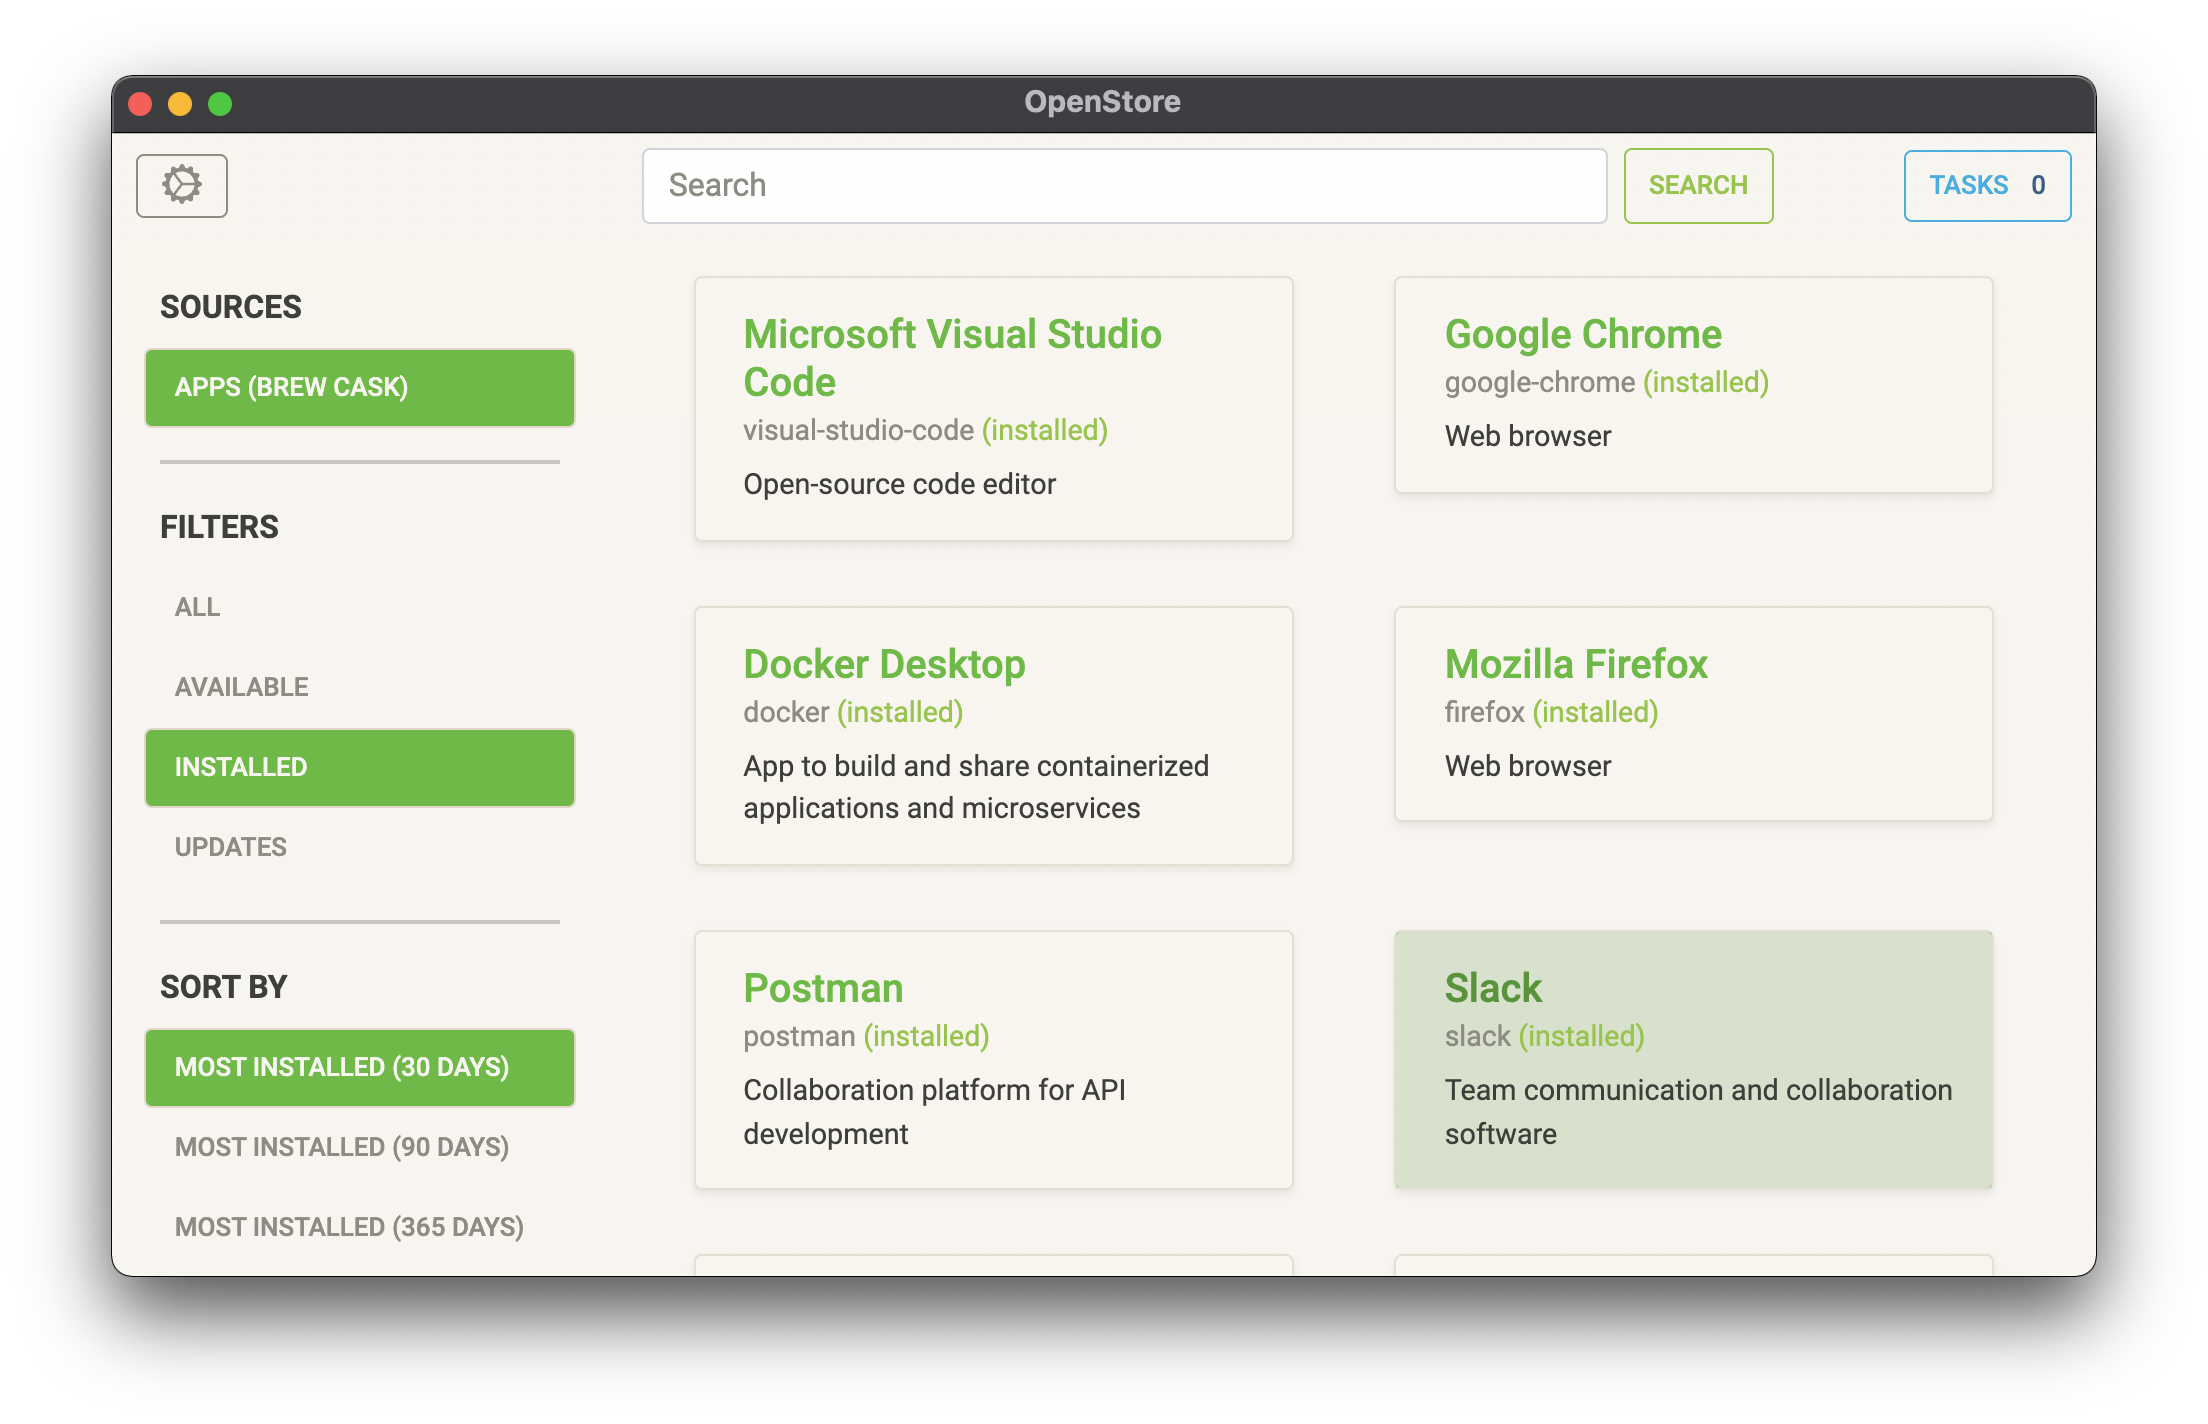 OpenStore
Search
SEARCH
TASKS 0
SOURCES
APPS (BREW CASK)
FILTERS
ALL
AVAILABLE
INSTALLED
UPDATES
SORT BY
MOST INSTALLED (30 DAYS)
MOST INSTALLED (90 DAYS)
MOST INSTALLED (365 DAYS)
Microsoft Visual Studio
Code
visual-studio-code (installed)
Open-source code editor
Google Chrome
google-chrome (installed)
Web browser
Docker Desktop
docker (installed)
App to build and share containerized
applications and microservices
Mozilla Firefox
firefox (installed)
Web browser
Postman
postman (installed)
Collaboration platform for API
development
Slack
slack (installed)
Team communication and collaboration
software